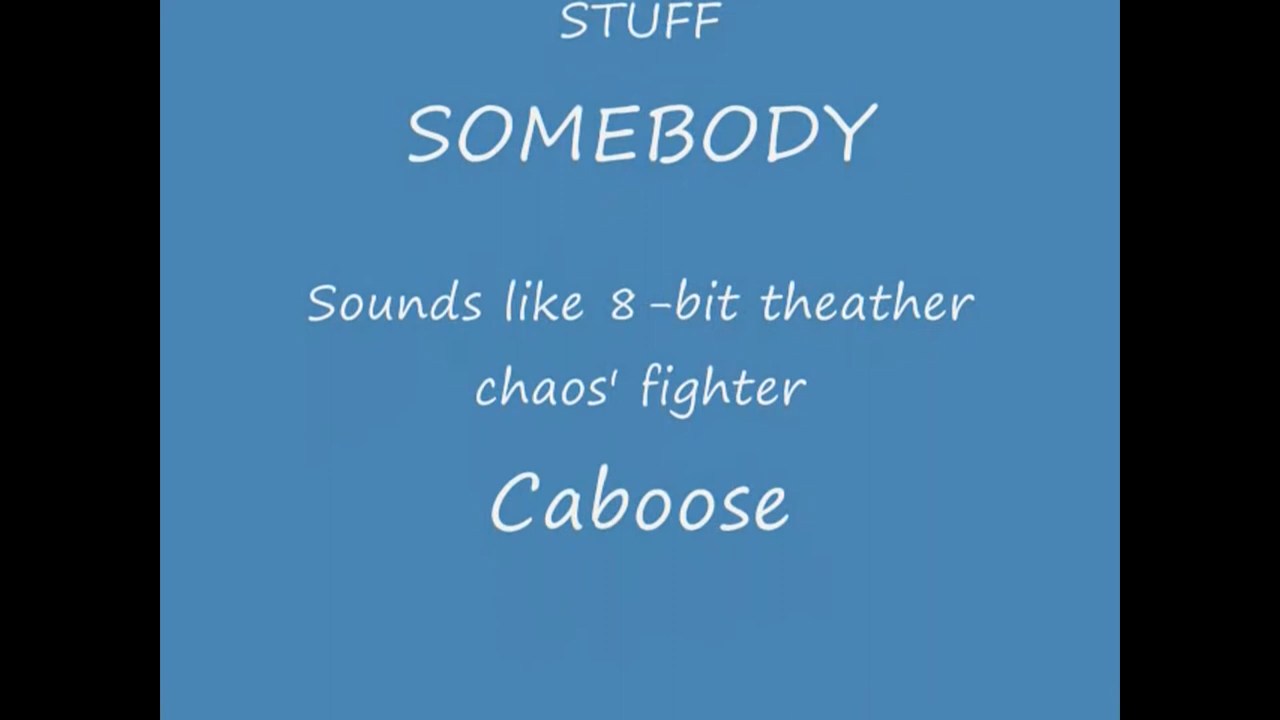 STUFF
SOMEBODY
Sounds like 8-bit theather
chaos' fighter
Caboose